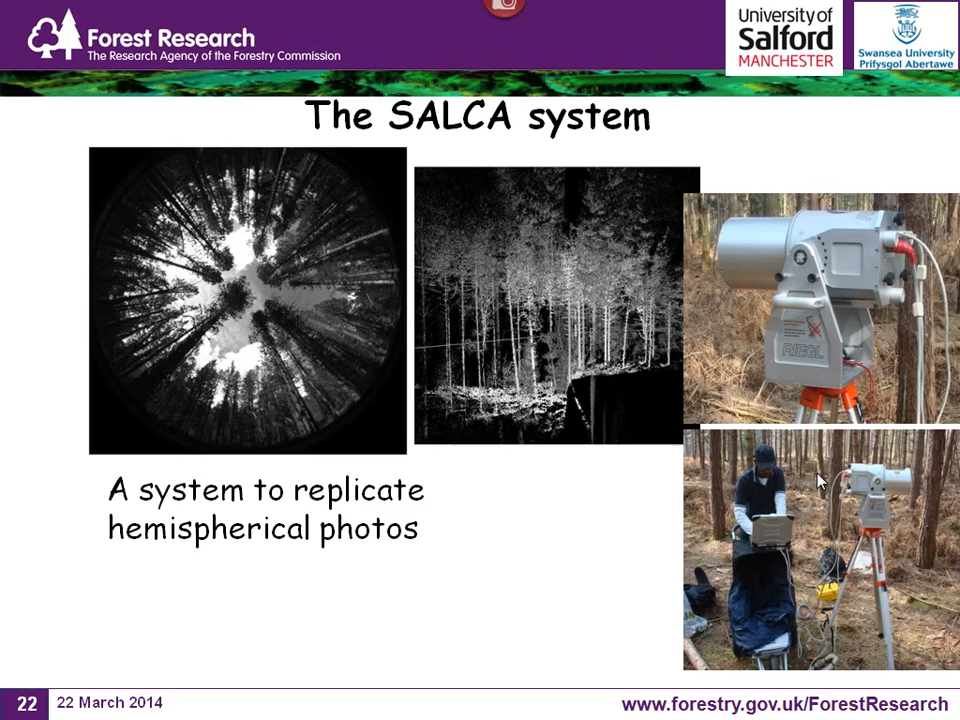 Forest Research
The Research Agency of the Forestry Commission
University of
Salford
MANCHESTER
Swansea University
Prifysgol Abertawe
The SALCA system
RIEGL
A system to replicate
hemispherical photos
22
22 March 2014
www.forestry.gov.uk/ForestResearch